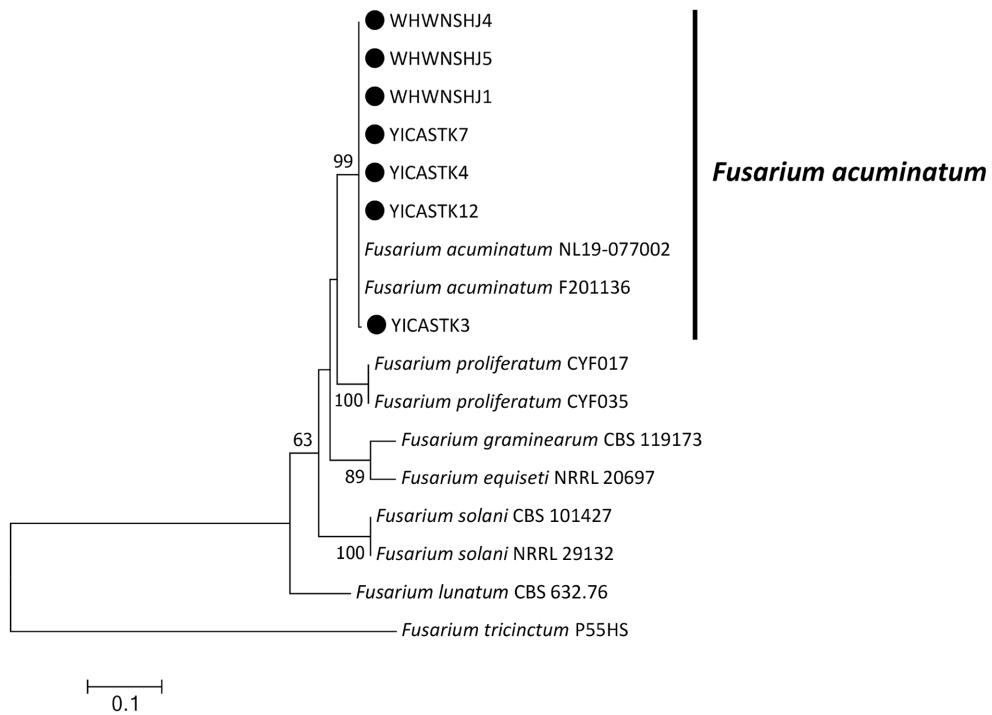 WHWNSHJ4
WHWNSHJ5
WHWNSHJ1
YICASTK7
99
YICASTK4
Fusarium acuminatum
YICASTK12
Fusarium acuminatum NL19-077002
Fusarium acuminatum F201136
YICASTK3
Fusarium proliferatum CYF017
100
Fusarium proliferatum CYF035
63
Fusarium graminearum CBS 119173
89
Fusarium equiseti NRRL 20697
Fusarium solani CBS 101427
100
Fusarium solani NRRL 29132
Fusarium lunatum CBS 632.76
Fusarium tricinctum P55HS
0.1